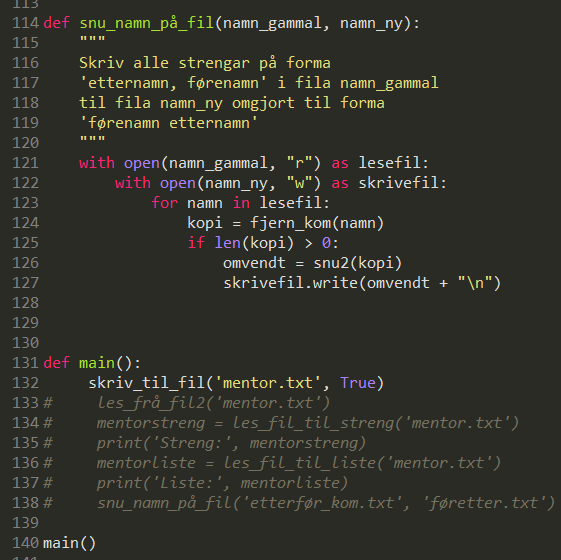 113
114 def snu_namn_på_fil(namn_gammal, namn_ny):
115     """
116     Skriv alle strengar på forma
117     'etternamn, førenamn' i fila namn_gammal
118     til fila namn_ny omgjort til forma
119     'førenamn etternamn'
120     """
121     with open(namn_gammal, "r") as lesefil:
122         with open(namn_ny, "w") as skrivefil:
123             for namn in lesefil:
124                 kopi = fjern_kom(namn)
125                 if len(kopi) > 0:
126                     omvendt = snu2(kopi)
127                     skrivefil.write(omvendt + "\n")
128
129
130
131 def main():
132      skriv_til_fil('mentor.txt', True)
133 #     les_frå_fil2('mentor.txt')
134 #     mentorstreng = les_fil_til_streng('mentor.txt')
135 #     print('Streng:', mentorstreng)
136 #     mentorliste = les_fil_til_liste('mentor.txt')
137 #     print('Liste:', mentorliste)
138 #     snu_namn_på_fil('etterfør_kom.txt', 'føretter.txt')
139
140 main()
141